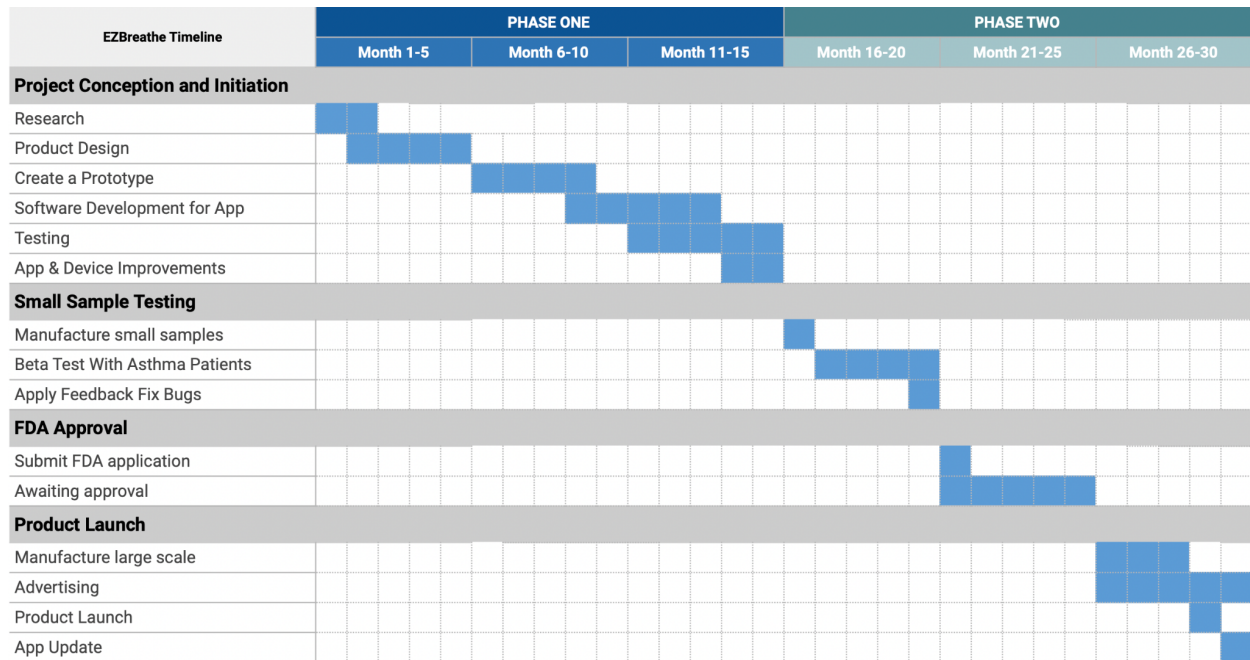 EZBreathe Timeline
PHASE ONE
PHASE TWO
Month 1-5
Month 6-10
Month 11-15
Month 16-20
Month 21-25
Month 26-30
Project Conception and Initiation
Research
Product Design
Create a Prototype
Software Development for App
Testing
App & Device Improvements
Small Sample Testing
Manufacture small samples
Beta Test With Asthma Patients
Apply Feedback Fix Bugs
FDA Approval
Submit FDA application
Awaiting approval
Product Launch
Manufacture large scale
Advertising
Product Launch
App Update